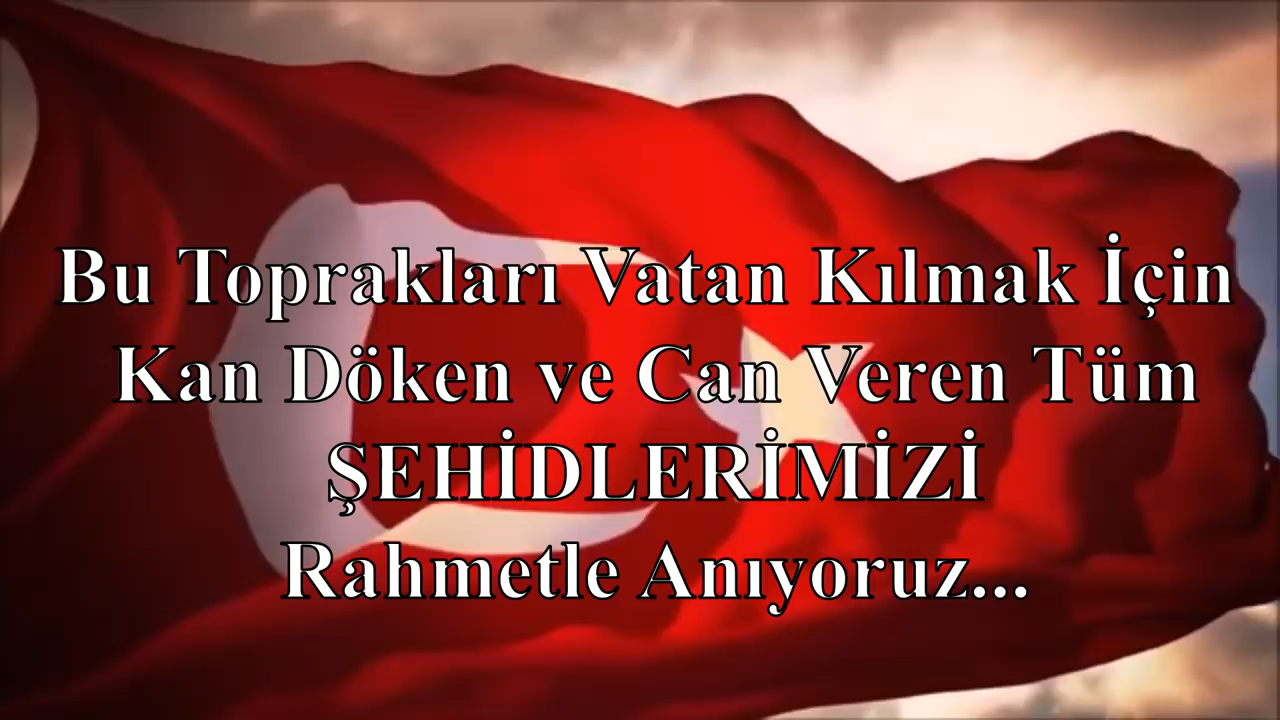 Bu Toprakları Vatan Kılmak İçin
Kan Döken ve Can Veren Tüm
ŞEHİDLERİMİZİ
Rahmetle Anıyoruz...